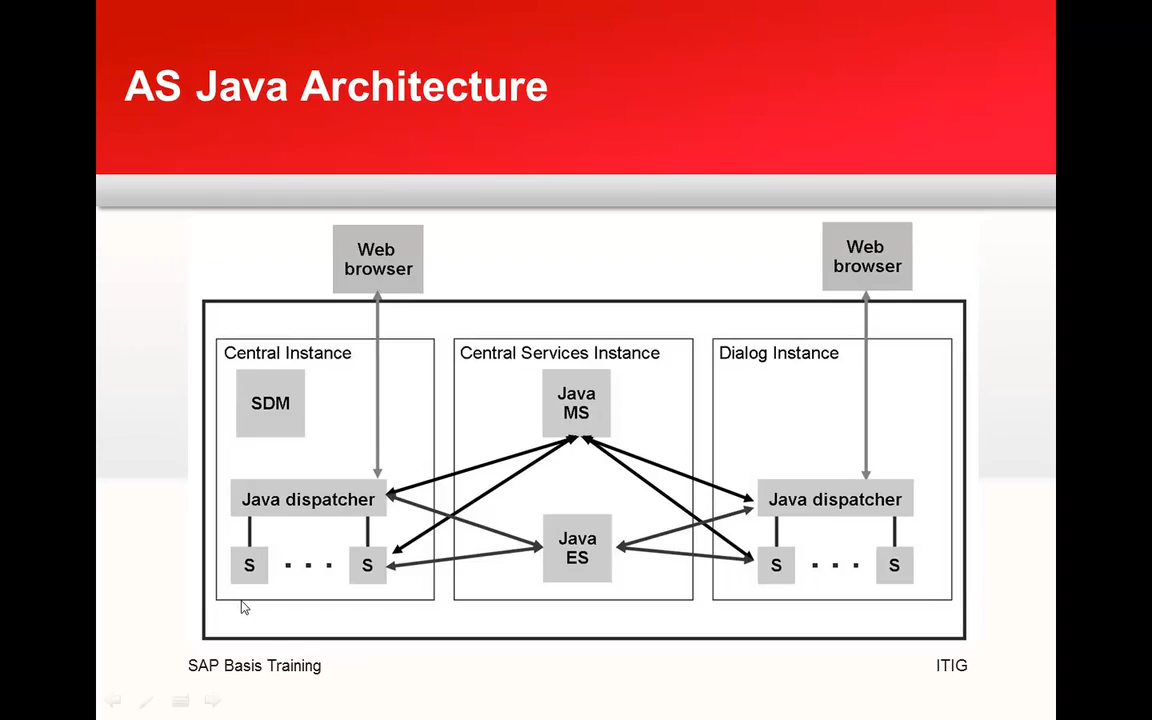 AS Java Architecture
Web
browser
Web
browser
Central Instance
Central Services Instance
Dialog Instance
SDM
Java
MS
Java dispatcher
Java dispatcher
Java
ES
S . . . S
S . . . S
SAP Basis Training
ITIG